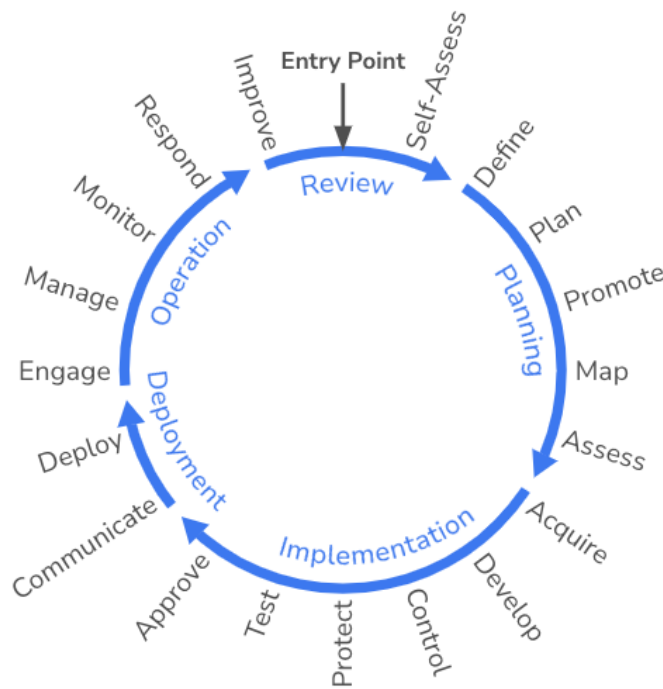 Entry Point
Review
Self-Assess
Define
Plan
Planning
Promote
Map
Assess
Acquire
Implementation
Develop
Control
Protect
Test
Approve
Deployment
Communicate
Deploy
Operation
Engage
Manage
Monitor
Respond
Improve